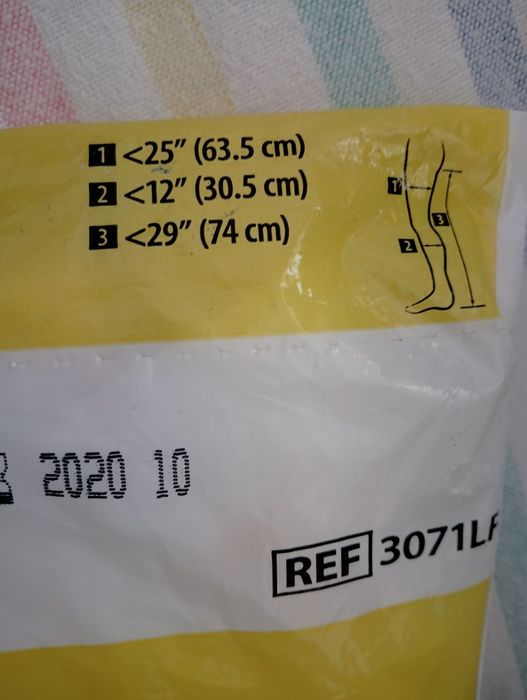 1 <25" (63.5 cm)
2 <12" (30.5 cm)
3 <29" (74 cm)
1
3
2
2020 10
REF 3071LF